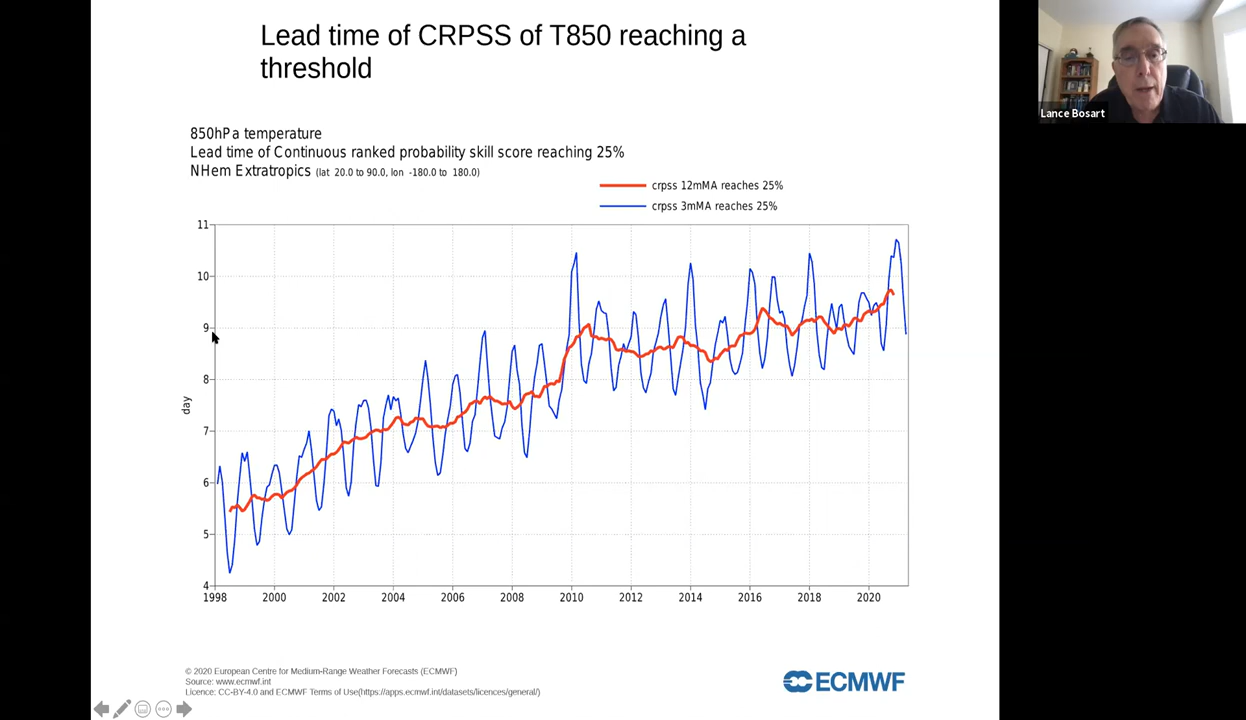 Lead time of CRPSS of T850 reaching a
threshold
Lance Bosart
850hPa temperature
Lead time of Continuous ranked probability skill score reaching 25%
NHem Extratropics (lat 20.0 to 90.0, lon -180.0 to 180.0)
crpss 12mMA reaches 25%
crpss 3mMA reaches 25%
11
10
9
8
day
7
6
5
4
1998 2000 2002 2004 2006 2008 2010 2012 2014 2016 2018 2020
© 2020 European Centre for Medium-Range Weather Forecasts (ECMWF)
Source: www.ecmwf.int
Licence: CC-BY-4.0 and ECMWF Terms of Use(https://apps.ecmwf.int/datasets/licences/general/)
ECMWF